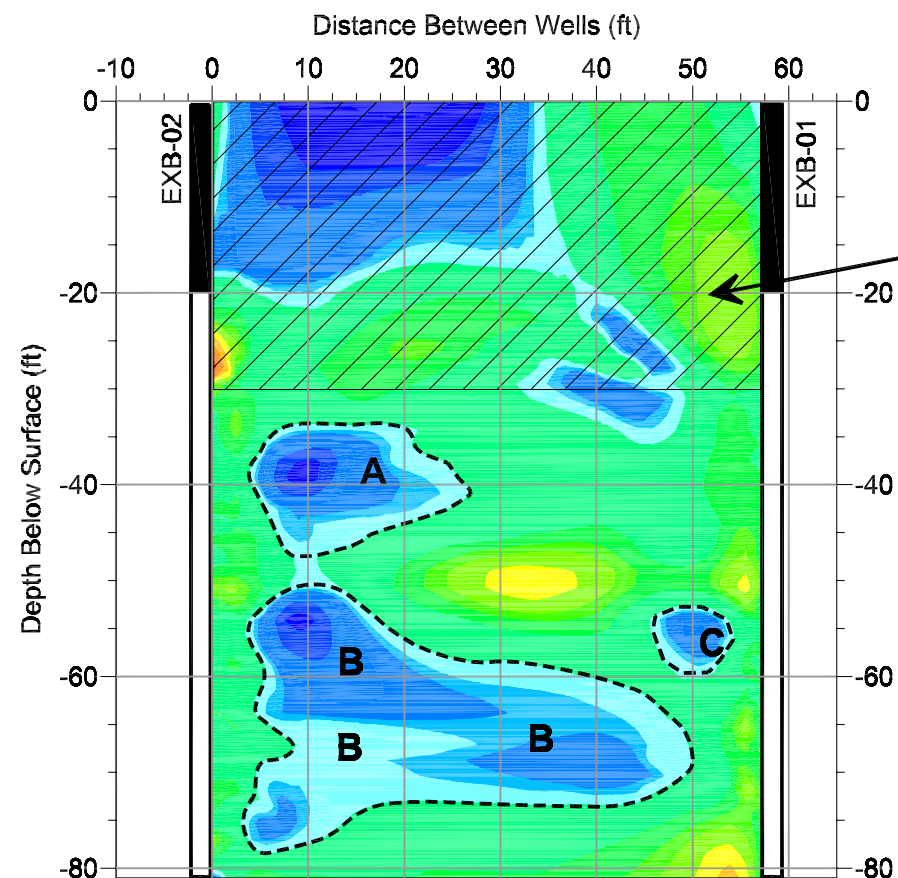 Distance Between Wells (ft)
-10 0 10 20 30 40 50 60
0 0
EXB-02
EXB-01
-20 -20
Depth Below Surface (ft)
A
-40 -40
C
B
-60 -60
B
B
-80 -80